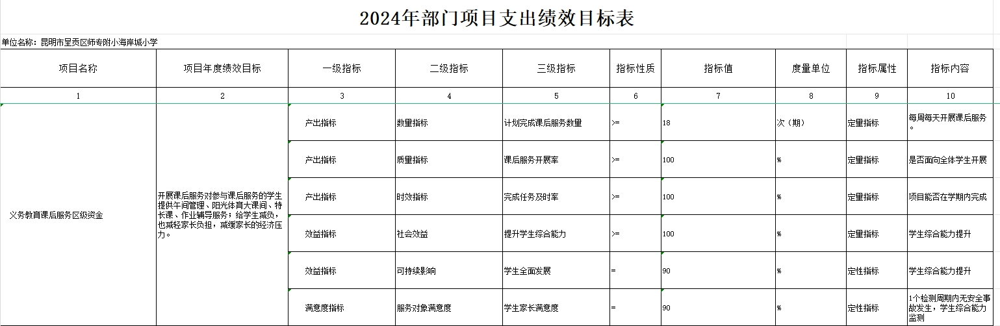 2024年部门项目支出绩效目标表
单位名称：昆明市呈贡区师专附小海岸城小学
项目名称 项目年度绩效目标 一级指标 二级指标 三级指标 指标性质 指标值 度量单位 指标属性 指标内容
1 2 3 4 5 6 7 8 9 10
义务教育课后服务区级资金
开展课后服务对参与课后服务的学生
提供午间管理、阳光体育大课间、特
长课、作业辅导服务；给学生减负，
也减轻家长负担，减缓家长的经济压
力。
产出指标 数量指标 计划完成课后服务数量 >= 18 次（期） 定量指标 每周每天开展课后服务
。
产出指标 质量指标 课后服务开展率 >= 100 % 定量指标 是否面向全体学生开展
产出指标 时效指标 完成任务及时率 >= 100 % 定量指标 项目能否在学期内完成
效益指标 社会效益 提升学生综合能力 >= 100 % 定量指标 学生综合能力提升
效益指标 可持续影响 学生全面发展 = 90 % 定性指标 学生综合能力提升
满意度指标 服务对象满意度 学生家长满意度 = 90 % 定性指标 1个检测周期内无安全事
故发生，学生综合能力
监测